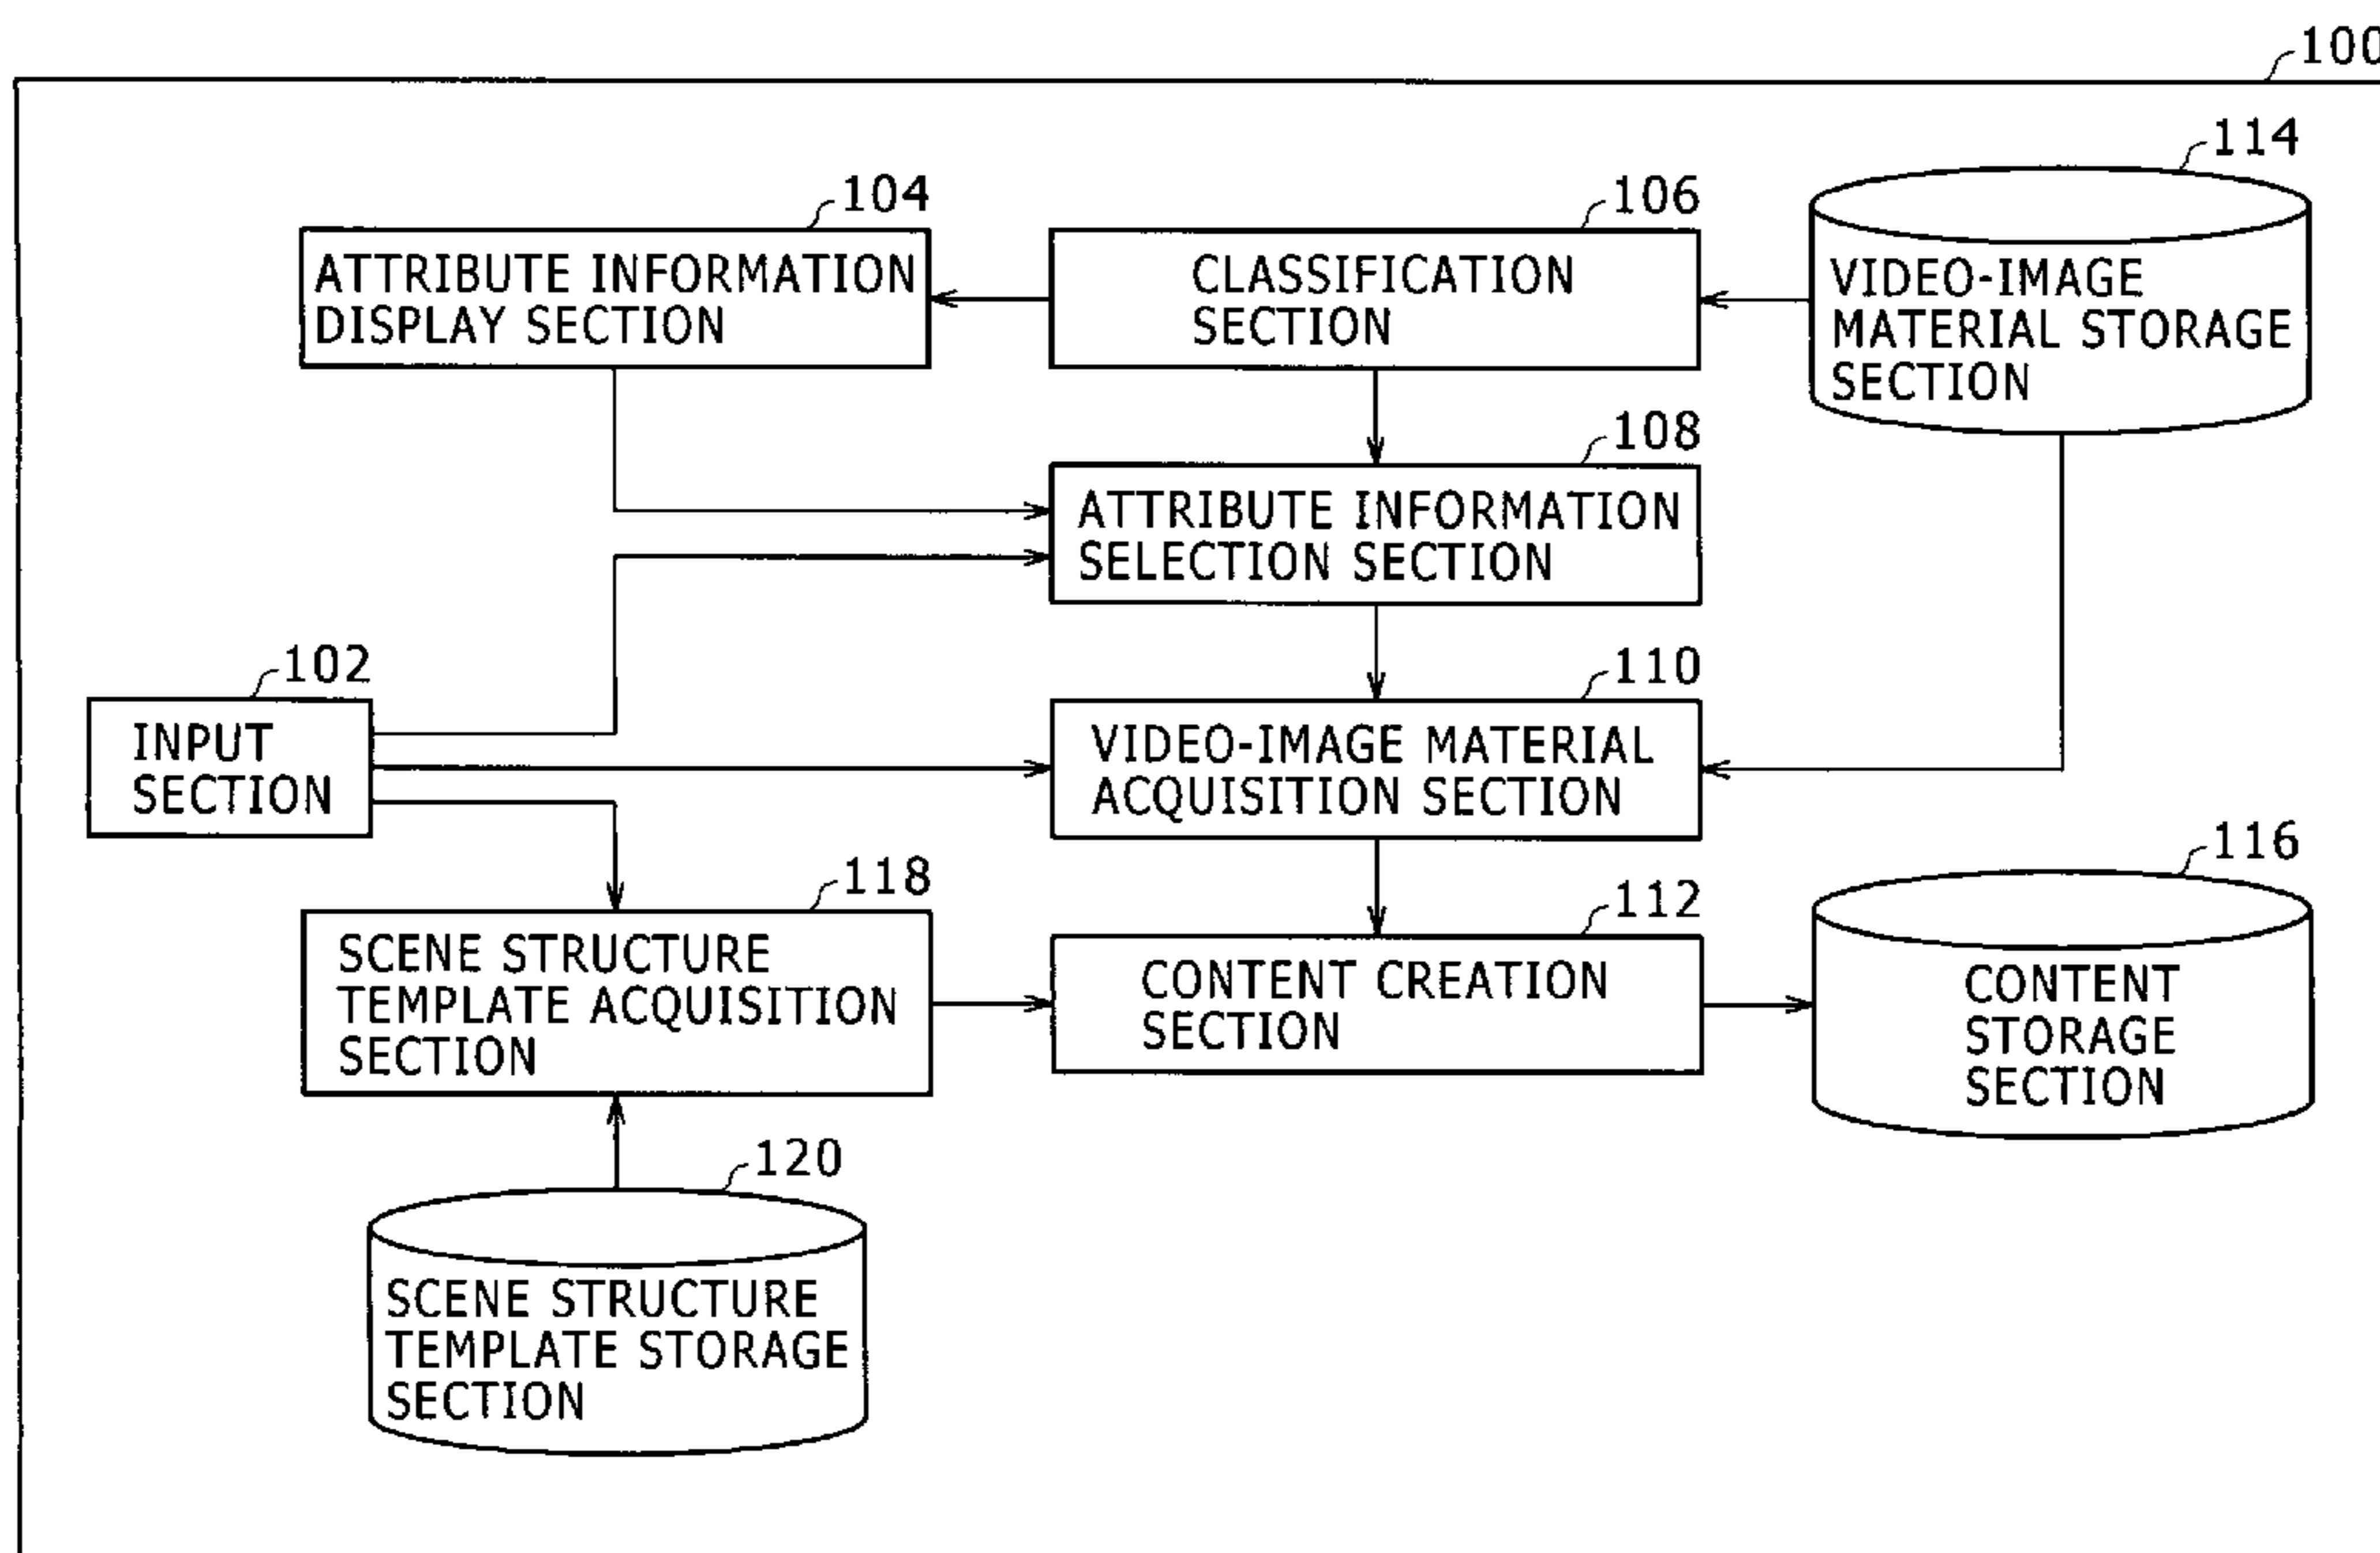 100
114
104
106
ATTRIBUTE INFORMATION
DISPLAY SECTION
CLASSIFICATION
SECTION
VIDEO-IMAGE
MATERIAL STORAGE
SECTION
108
ATTRIBUTE INFORMATION
SELECTION SECTION
102
INPUT
SECTION
110
VIDEO-IMAGE MATERIAL
ACQUISITION SECTION
118
SCENE STRUCTURE
TEMPLATE ACQUISITION
SECTION
112
CONTENT CREATION
SECTION
116
CONTENT
STORAGE
SECTION
120
SCENE STRUCTURE
TEMPLATE STORAGE
SECTION